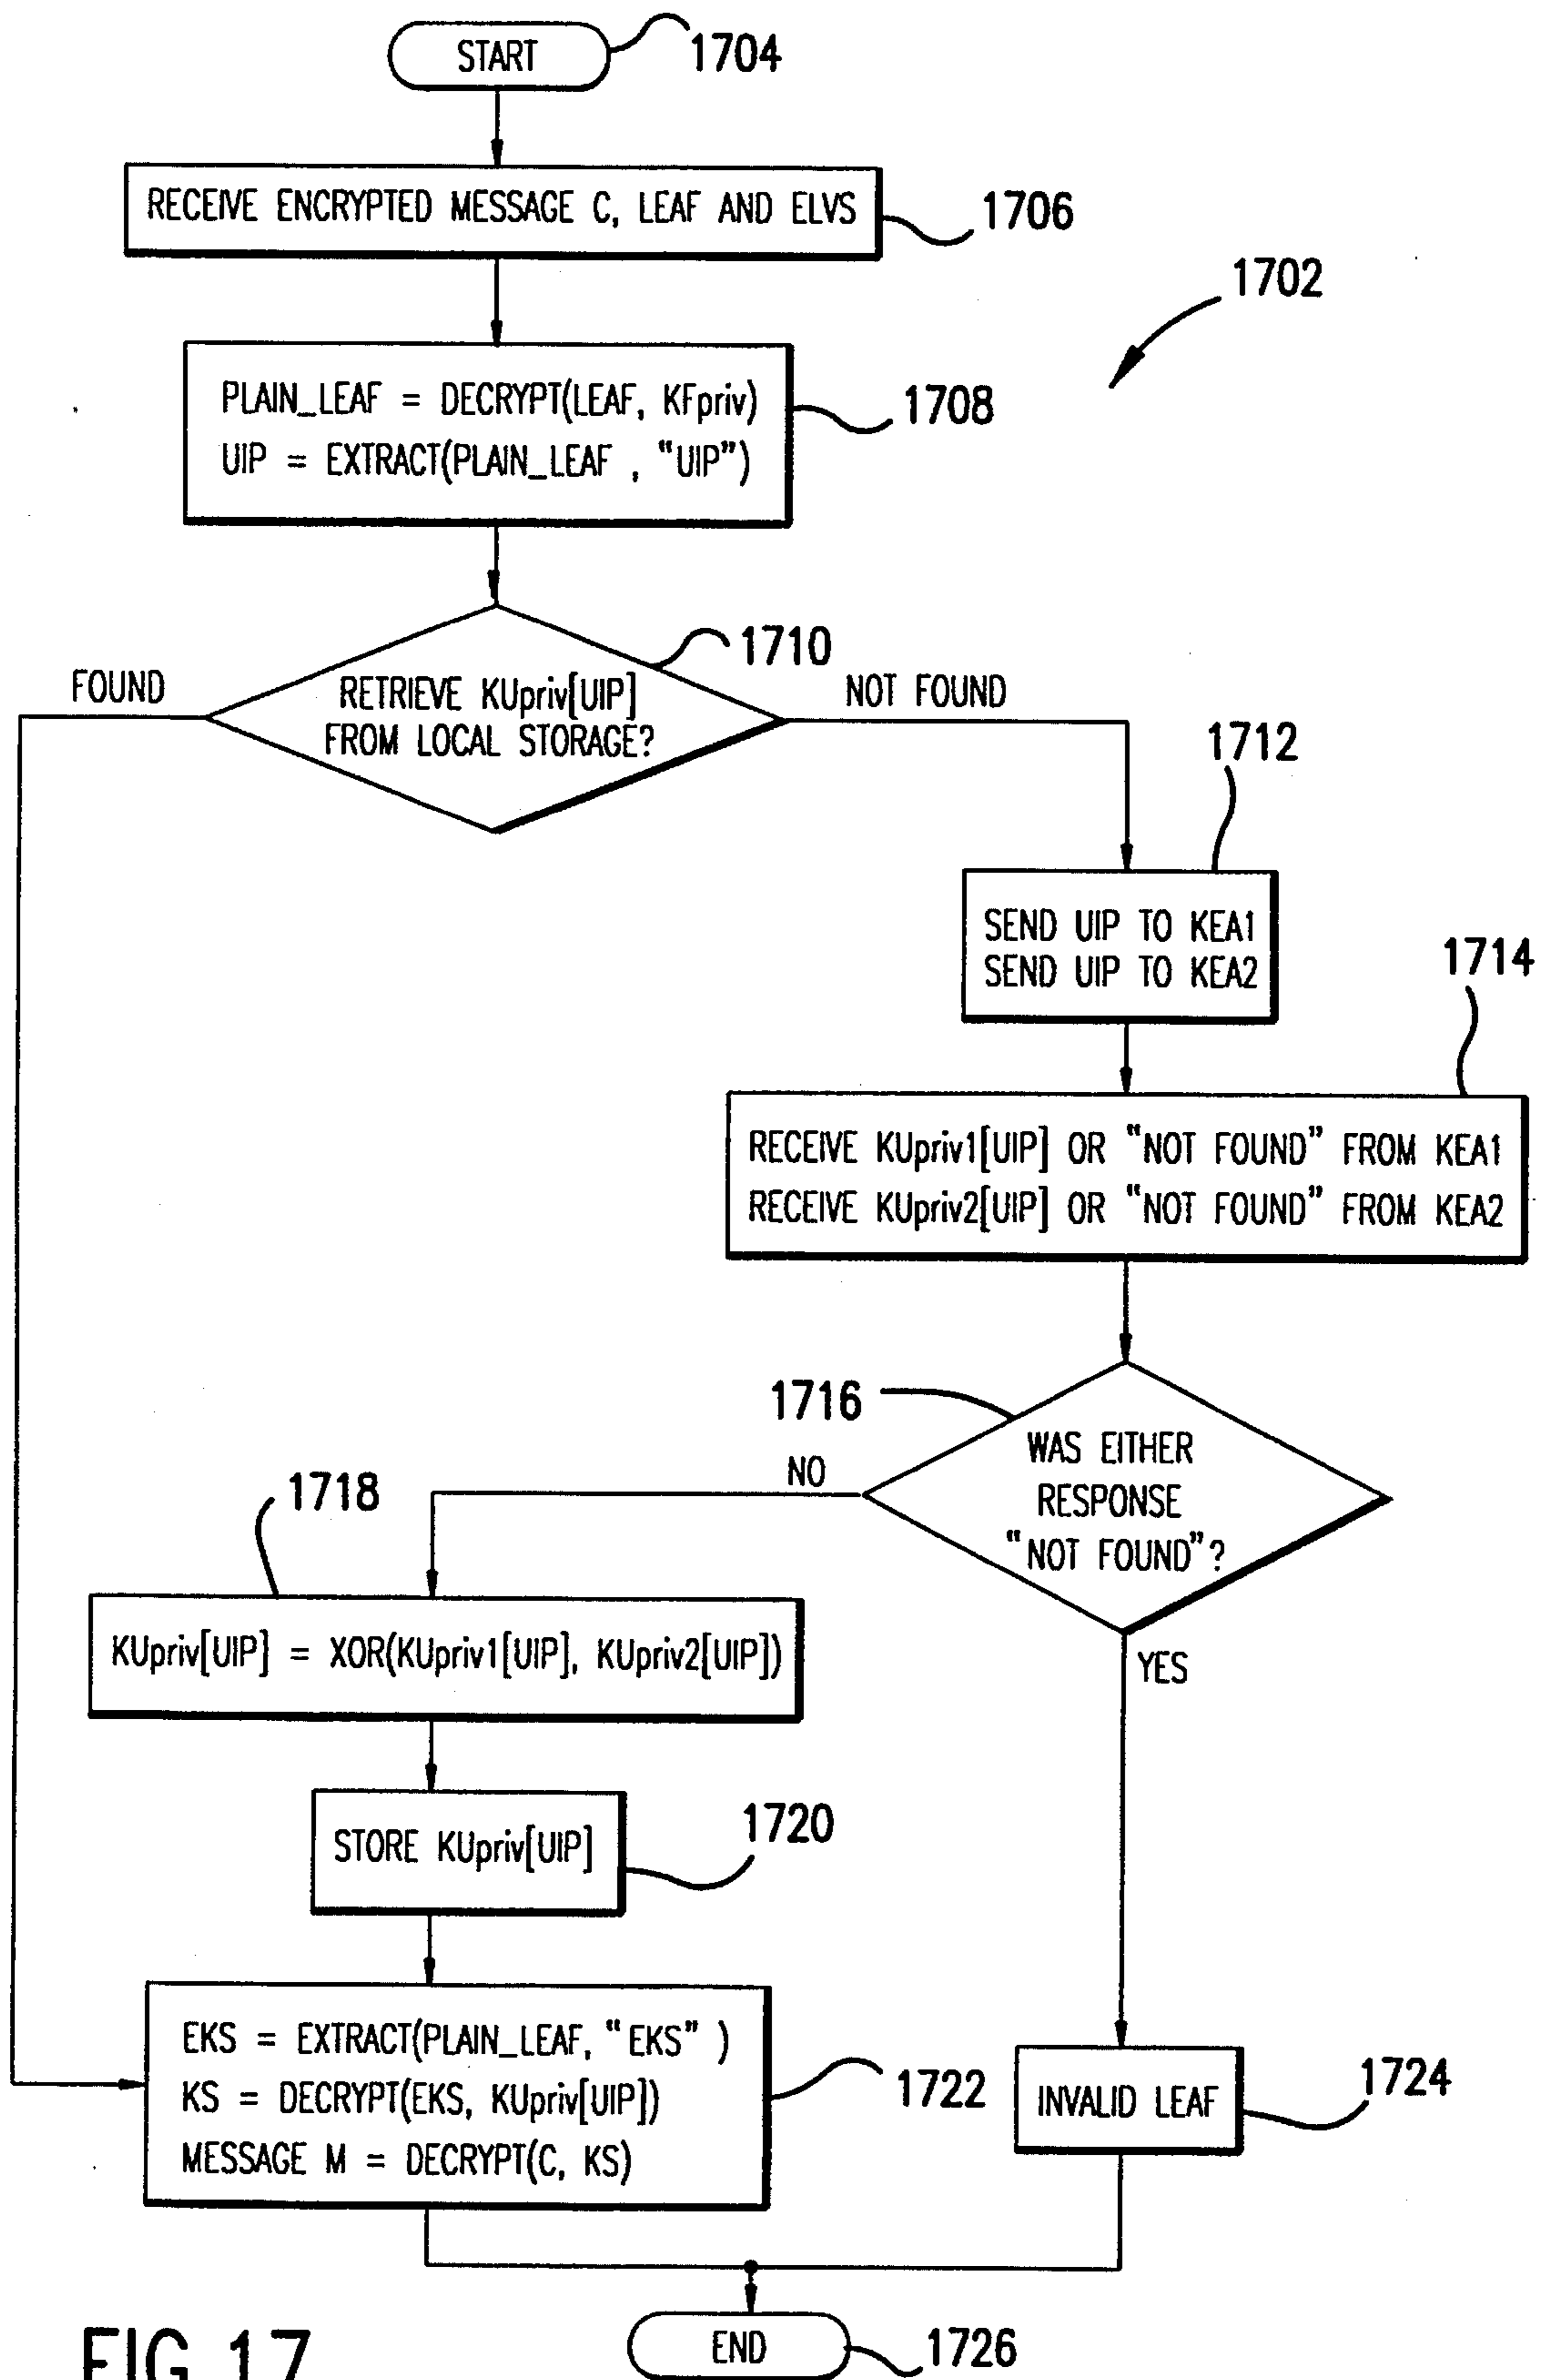 START
1704
RECEIVE ENCRYPTED MESSAGE C, LEAF AND ELVS
1706
1702
PLAIN_LEAF = DECRYPT(LEAF, KFpriv)
UIP = EXTRACT(PLAIN_LEAF , "UIP")
1708
1710
FOUND
RETRIEVE KUpriv[UIP]
FROM LOCAL STORAGE?
NOT FOUND
1712
SEND UIP TO KEA1
SEND UIP TO KEA2
1714
RECEIVE KUpriv1[UIP] OR "NOT FOUND" FROM KEA1
RECEIVE KUpriv2[UIP] OR "NOT FOUND" FROM KEA2
1716
WAS EITHER
RESPONSE
"NOT FOUND"?
NO
YES
1718
KUpriv[UIP] = XOR(KUpriv1[UIP], KUpriv2[UIP])
STORE KUpriv[UIP]
1720
EKS = EXTRACT(PLAIN_LEAF, "EKS" )
KS = DECRYPT(EKS, KUpriv[UIP])
MESSAGE M = DECRYPT(C, KS)
1722
INVALID LEAF
1724
END
1726
FIG. 17